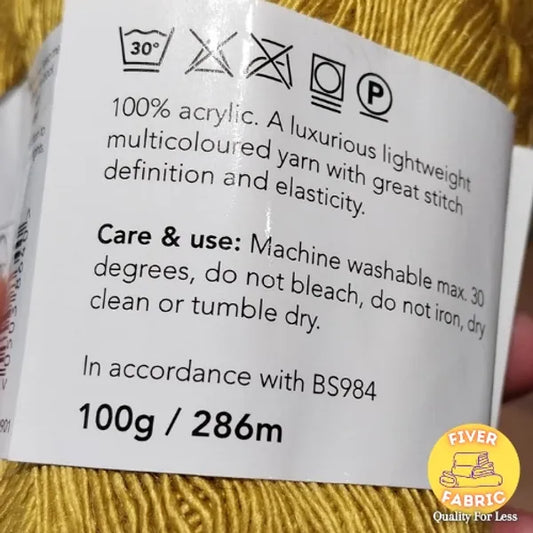 30°
P
100% acrylic. A luxurious lightweight
multicoloured yarn with great stitch
definition and elasticity.
Care & use: Machine washable max. 30
degrees, do not bleach, do not iron, dry
clean or tumble dry.
In accordance with BS984
100g / 286m
FIVER
FABRIC
Quality For Less